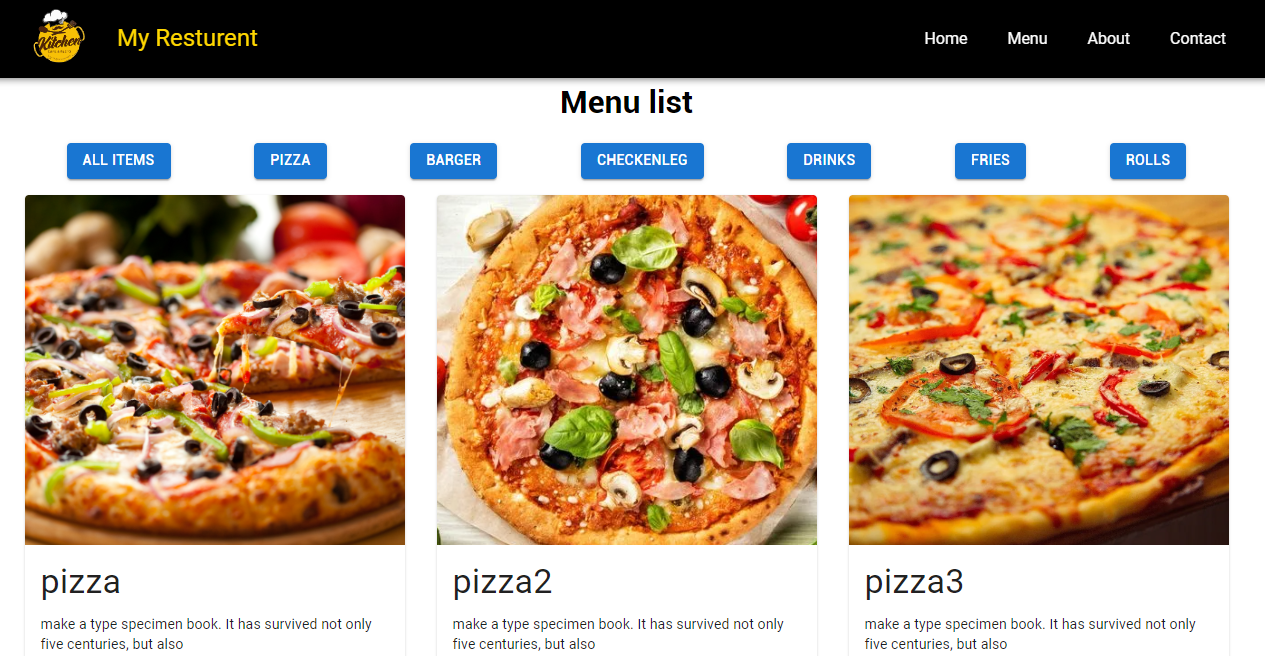 Kitchen
My Resturent
Home Menu About Contact
Menu list
ALL ITEMS PIZZA BARGER CHECKENLEG DRINKS FRIES ROLLS
pizza
make a type specimen book. It has survived not only
five centuries, but also
pizza2
make a type specimen book. It has survived not only
five centuries, but also
pizza3
make a type specimen book. It has survived not only
five centuries, but also